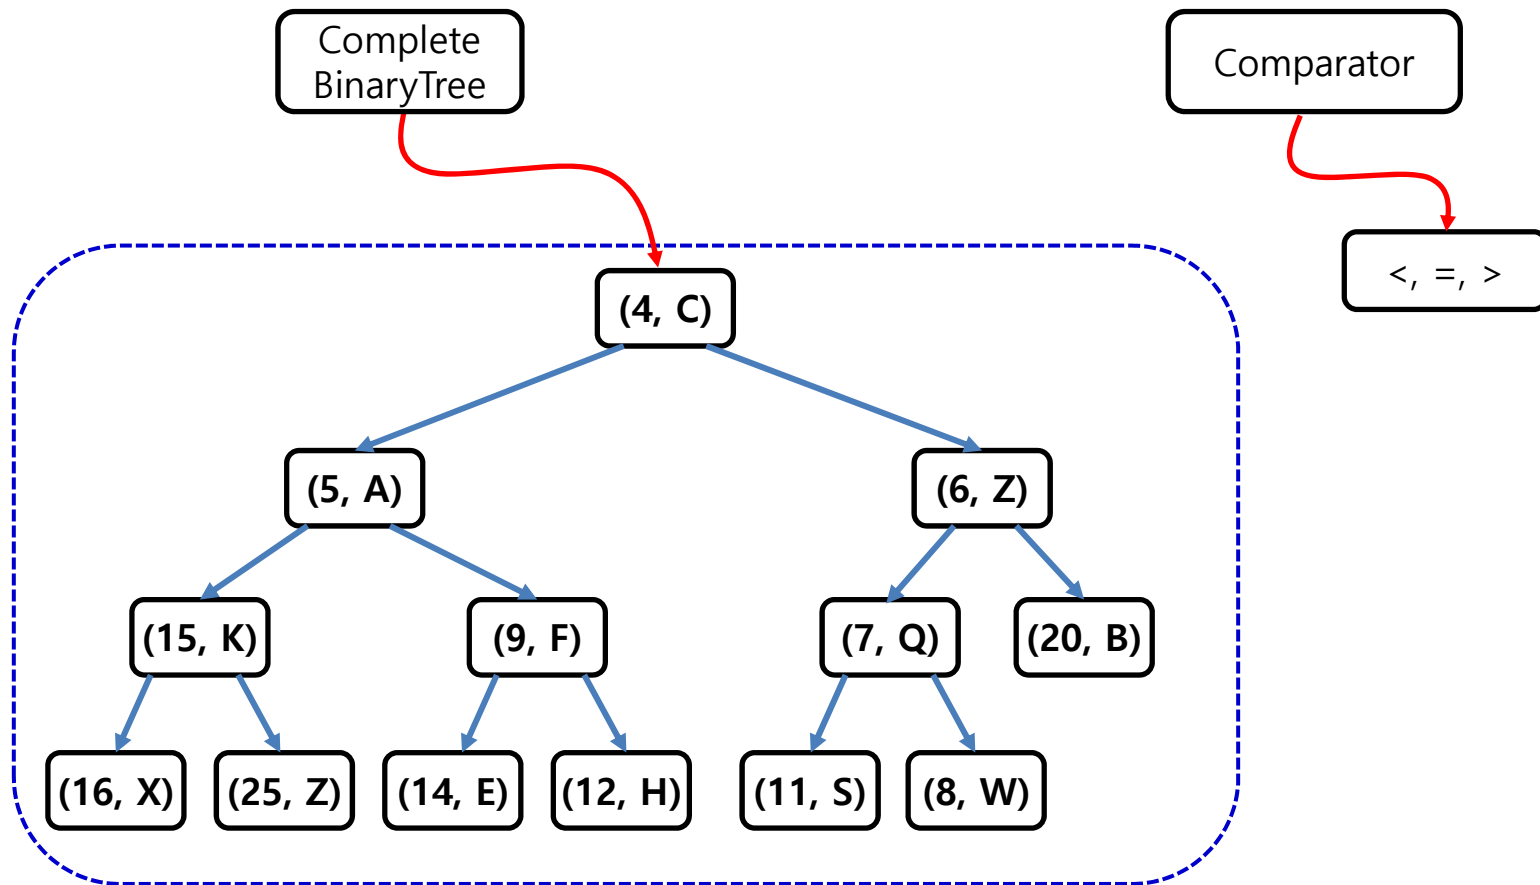 Complete
BinaryTree
Comparator
<, =, >
(4, C)
(5, A)
(6, Z)
(15, K)
(9, F)
(7, Q)
(20, B)
(16, X)
(25, Z)
(14, E)
(12, H)
(11, S)
(8, W)